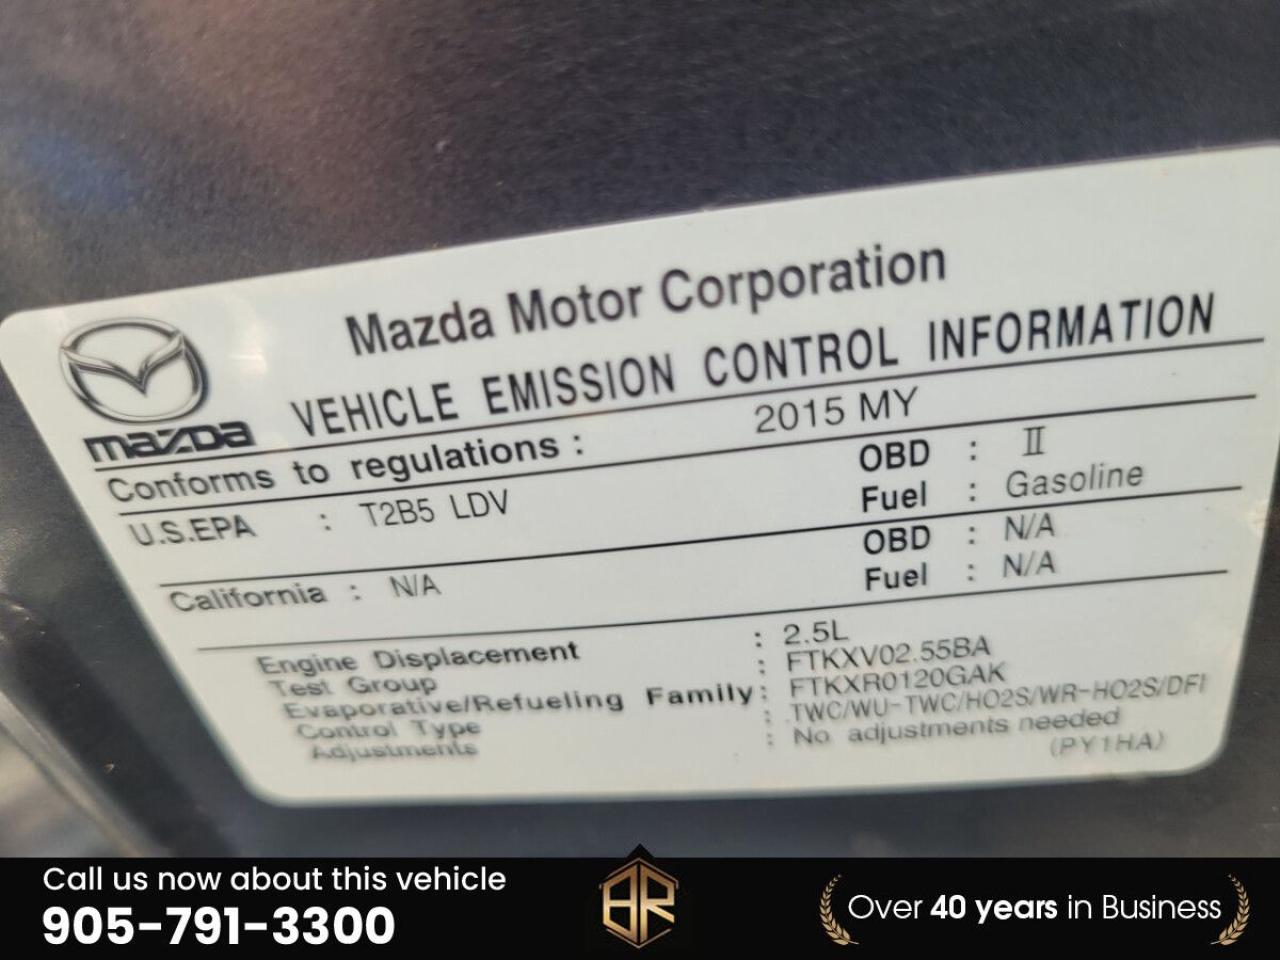 Mazda Motor Corporation
mazda
VEHICLE EMISSION CONTROL INFORMATION
Conforms to regulations : 2015 MY
U.S.EPA : T2B5 LDV OBD : II
Fuel : Gasoline
California : N/A OBD : N/A
Fuel : N/A
Engine Displacement : 2.5L
Test Group : FTKXV02.55BA
Evaporative/Refueling Family : FTKXR0120GAK
Control Type : TWC/WU-TWC/HO2S/WR-HO2S/DFI
Adjustments : No adjustments needed
(PY1HA)
Call us now about this vehicle
905-791-3300
BR
Over 40 years in Business